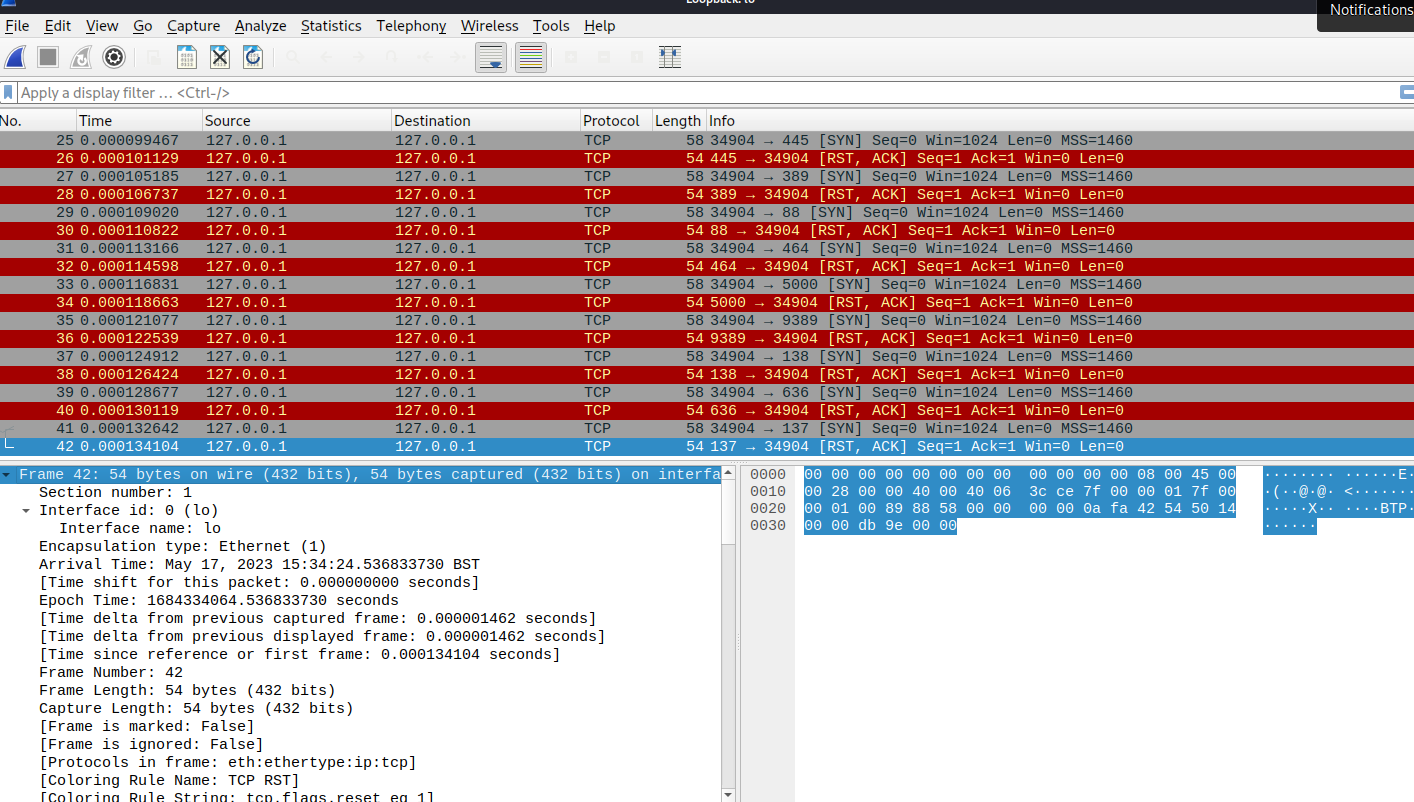 Loopback: lo
Notifications
File Edit View Go Capture Analyze Statistics Telephony Wireless Tools Help
Apply a display filter … <Ctrl-/>
No. Time Source Destination Protocol Length Info
25 0.000099467 127.0.0.1 127.0.0.1 TCP 58 34904 → 445 [SYN] Seq=0 Win=1024 Len=0 MSS=1460
26 0.000101129 127.0.0.1 127.0.0.1 TCP 54 445 → 34904 [RST, ACK] Seq=1 Ack=1 Win=0 Len=0
27 0.000105185 127.0.0.1 127.0.0.1 TCP 58 34904 → 389 [SYN] Seq=0 Win=1024 Len=0 MSS=1460
28 0.000106737 127.0.0.1 127.0.0.1 TCP 54 389 → 34904 [RST, ACK] Seq=1 Ack=1 Win=0 Len=0
29 0.000109020 127.0.0.1 127.0.0.1 TCP 58 34904 → 88 [SYN] Seq=0 Win=1024 Len=0 MSS=1460
30 0.000110822 127.0.0.1 127.0.0.1 TCP 54 88 → 34904 [RST, ACK] Seq=1 Ack=1 Win=0 Len=0
31 0.000113166 127.0.0.1 127.0.0.1 TCP 58 34904 → 464 [SYN] Seq=0 Win=1024 Len=0 MSS=1460
32 0.000114598 127.0.0.1 127.0.0.1 TCP 54 464 → 34904 [RST, ACK] Seq=1 Ack=1 Win=0 Len=0
33 0.000116831 127.0.0.1 127.0.0.1 TCP 58 34904 → 5000 [SYN] Seq=0 Win=1024 Len=0 MSS=1460
34 0.000118663 127.0.0.1 127.0.0.1 TCP 54 5000 → 34904 [RST, ACK] Seq=1 Ack=1 Win=0 Len=0
35 0.000121077 127.0.0.1 127.0.0.1 TCP 58 34904 → 9389 [SYN] Seq=0 Win=1024 Len=0 MSS=1460
36 0.000122539 127.0.0.1 127.0.0.1 TCP 54 9389 → 34904 [RST, ACK] Seq=1 Ack=1 Win=0 Len=0
37 0.000124912 127.0.0.1 127.0.0.1 TCP 58 34904 → 138 [SYN] Seq=0 Win=1024 Len=0 MSS=1460
38 0.000126424 127.0.0.1 127.0.0.1 TCP 54 138 → 34904 [RST, ACK] Seq=1 Ack=1 Win=0 Len=0
39 0.000128677 127.0.0.1 127.0.0.1 TCP 58 34904 → 636 [SYN] Seq=0 Win=1024 Len=0 MSS=1460
40 0.000130119 127.0.0.1 127.0.0.1 TCP 54 636 → 34904 [RST, ACK] Seq=1 Ack=1 Win=0 Len=0
41 0.000132642 127.0.0.1 127.0.0.1 TCP 58 34904 → 137 [SYN] Seq=0 Win=1024 Len=0 MSS=1460
42 0.000134104 127.0.0.1 127.0.0.1 TCP 54 137 → 34904 [RST, ACK] Seq=1 Ack=1 Win=0 Len=0
Frame 42: 54 bytes on wire (432 bits), 54 bytes captured (432 bits) on interfa
Section number: 1
Interface id: 0 (lo)
Interface name: lo
Encapsulation type: Ethernet (1)
Arrival Time: May 17, 2023 15:34:24.536833730 BST
[Time shift for this packet: 0.000000000 seconds]
Epoch Time: 1684334064.536833730 seconds
[Time delta from previous captured frame: 0.000001462 seconds]
[Time delta from previous displayed frame: 0.000001462 seconds]
[Time since reference or first frame: 0.000134104 seconds]
Frame Number: 42
Frame Length: 54 bytes (432 bits)
Capture Length: 54 bytes (432 bits)
[Frame is marked: False]
[Frame is ignored: False]
[Protocols in frame: eth:ethertype:ip:tcp]
[Coloring Rule Name: TCP RST]
[Coloring Rule String: tcp.flags.reset eq 1]
0000 00 00 00 00 00 00 00 00 00 00 00 00 08 00 45 00 ········ ······E·
0010 00 28 00 00 40 00 40 06 3c ce 7f 00 00 01 7f 00 ·(··@·@· <·······
0020 00 01 00 89 88 58 00 00 00 00 0a fa 42 54 50 14 ·····X·· ····BTP·
0030 00 00 db 9e 00 00 ······